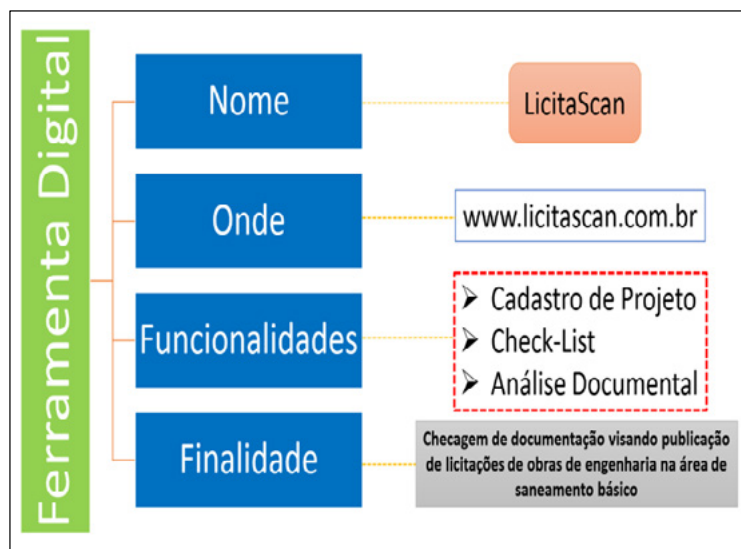 Ferramenta Digital
Nome
LicitaScan
Onde
www.licitascan.com.br
Funcionalidades
➤ Cadastro de Projeto
➤ Check-List
➤ Análise Documental
Finalidade
Checagem de documentação visando publicação
de licitações de obras de engenharia na área de
saneamento básico